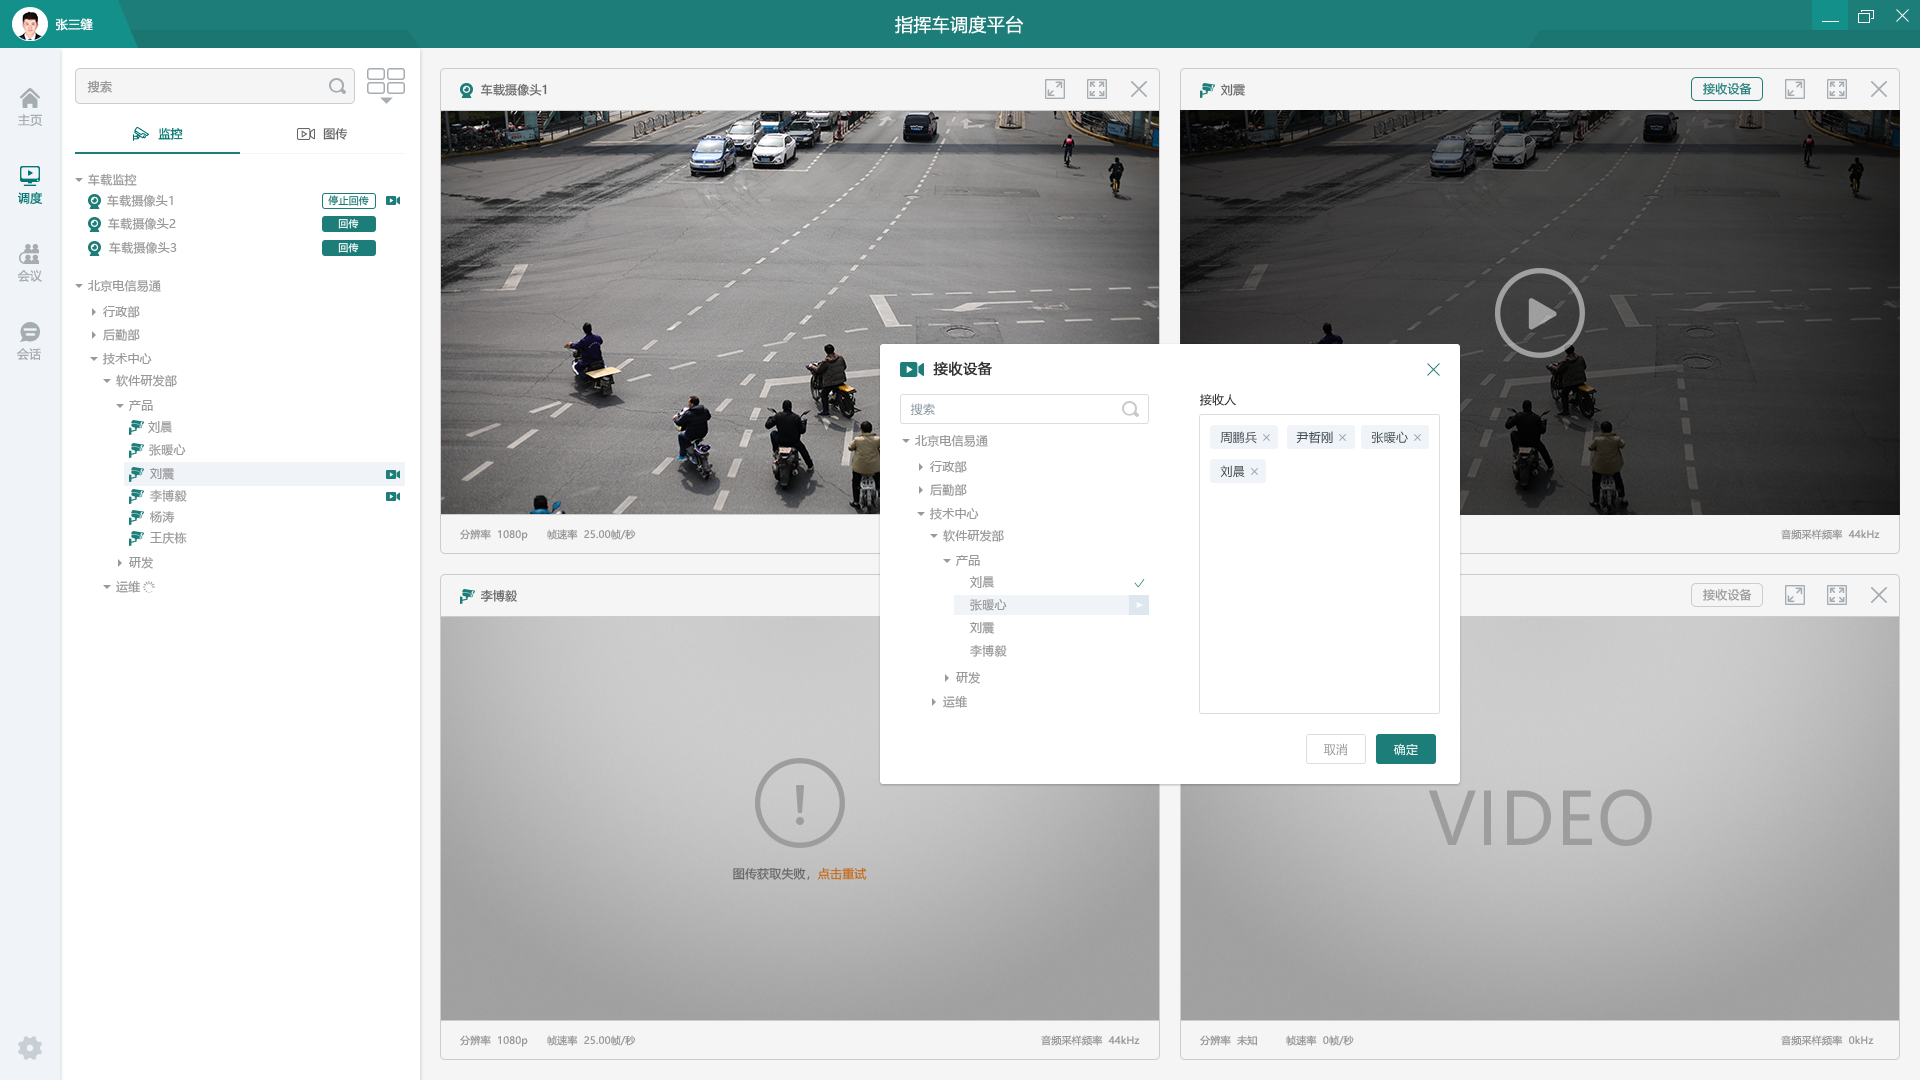 张三缝
指挥车调度平台
主页
调度
会议
会话
搜索
监控
图传
车载监控
车载摄像头1
停止回传
车载摄像头2
回传
车载摄像头3
回传
北京电信易通
行政部
后勤部
技术中心
软件研发部
产品
刘晨
张暖心
刘震
李博毅
杨涛
王庆栋
研发
运维
车载摄像头1
分辨率 1080p 帧速率 25.00帧/秒
刘震
接收设备
音频采样频率 44kHz
接收设备
搜索
北京电信易通
行政部
后勤部
技术中心
软件研发部
产品
刘晨
张暖心
刘震
李博毅
研发
运维
接收人
周鹏兵
尹哲刚
张暖心
刘晨
取消
确定
李博毅
图传获取失败，点击重试
分辨率 1080p 帧速率 25.00帧/秒
音频采样频率 44kHz
接收设备
VIDEO
分辨率 未知 帧速率 0帧/秒
音频采样频率 0kHz